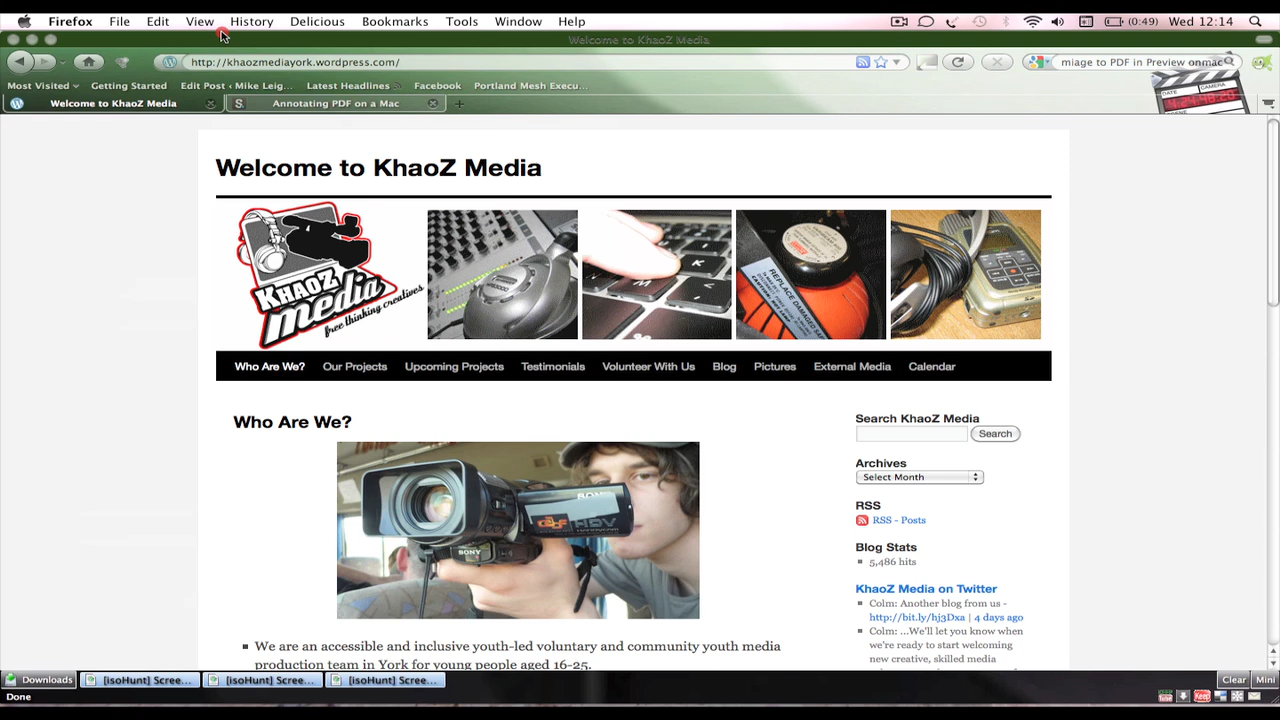 Firefox File Edit View History Delicious Bookmarks Tools Window Help (0:49) Wed 12:14
Welcome to KhaoZ Media
http://khaozmediayork.wordpress.com/ miage to PDF in Preview onmac
Most Visited Getting Started Edit Post ‹ Mike Leig... Latest Headlines Facebook Portland Mesh Execu...
Welcome to KhaoZ Media Annotating PDF on a Mac
Welcome to KhaoZ Media
KHAOZ
media
free thinking creatives
K
M
<
REPLACE DAMAGED
Who Are We? Our Projects Upcoming Projects Testimonials Volunteer With Us Blog Pictures External Media Calendar
Who Are We?
SONY
HDV
SONY
We are an accessible and inclusive youth-led voluntary and community youth media
production team in York for young people aged 16-25.
Search KhaoZ Media
Search
Archives
Select Month
RSS
RSS - Posts
Blog Stats
5,486 hits
KhaoZ Media on Twitter
Colm: Another blog from us -
http://bit.ly/hj3Dxa | 4 days ago
Colm: ...We'll let you know when
we're ready to start welcoming
new creative, skilled media
Downloads [isoHunt] Scree... [isoHunt] Scree... [isoHunt] Scree... Clear Mini
Done